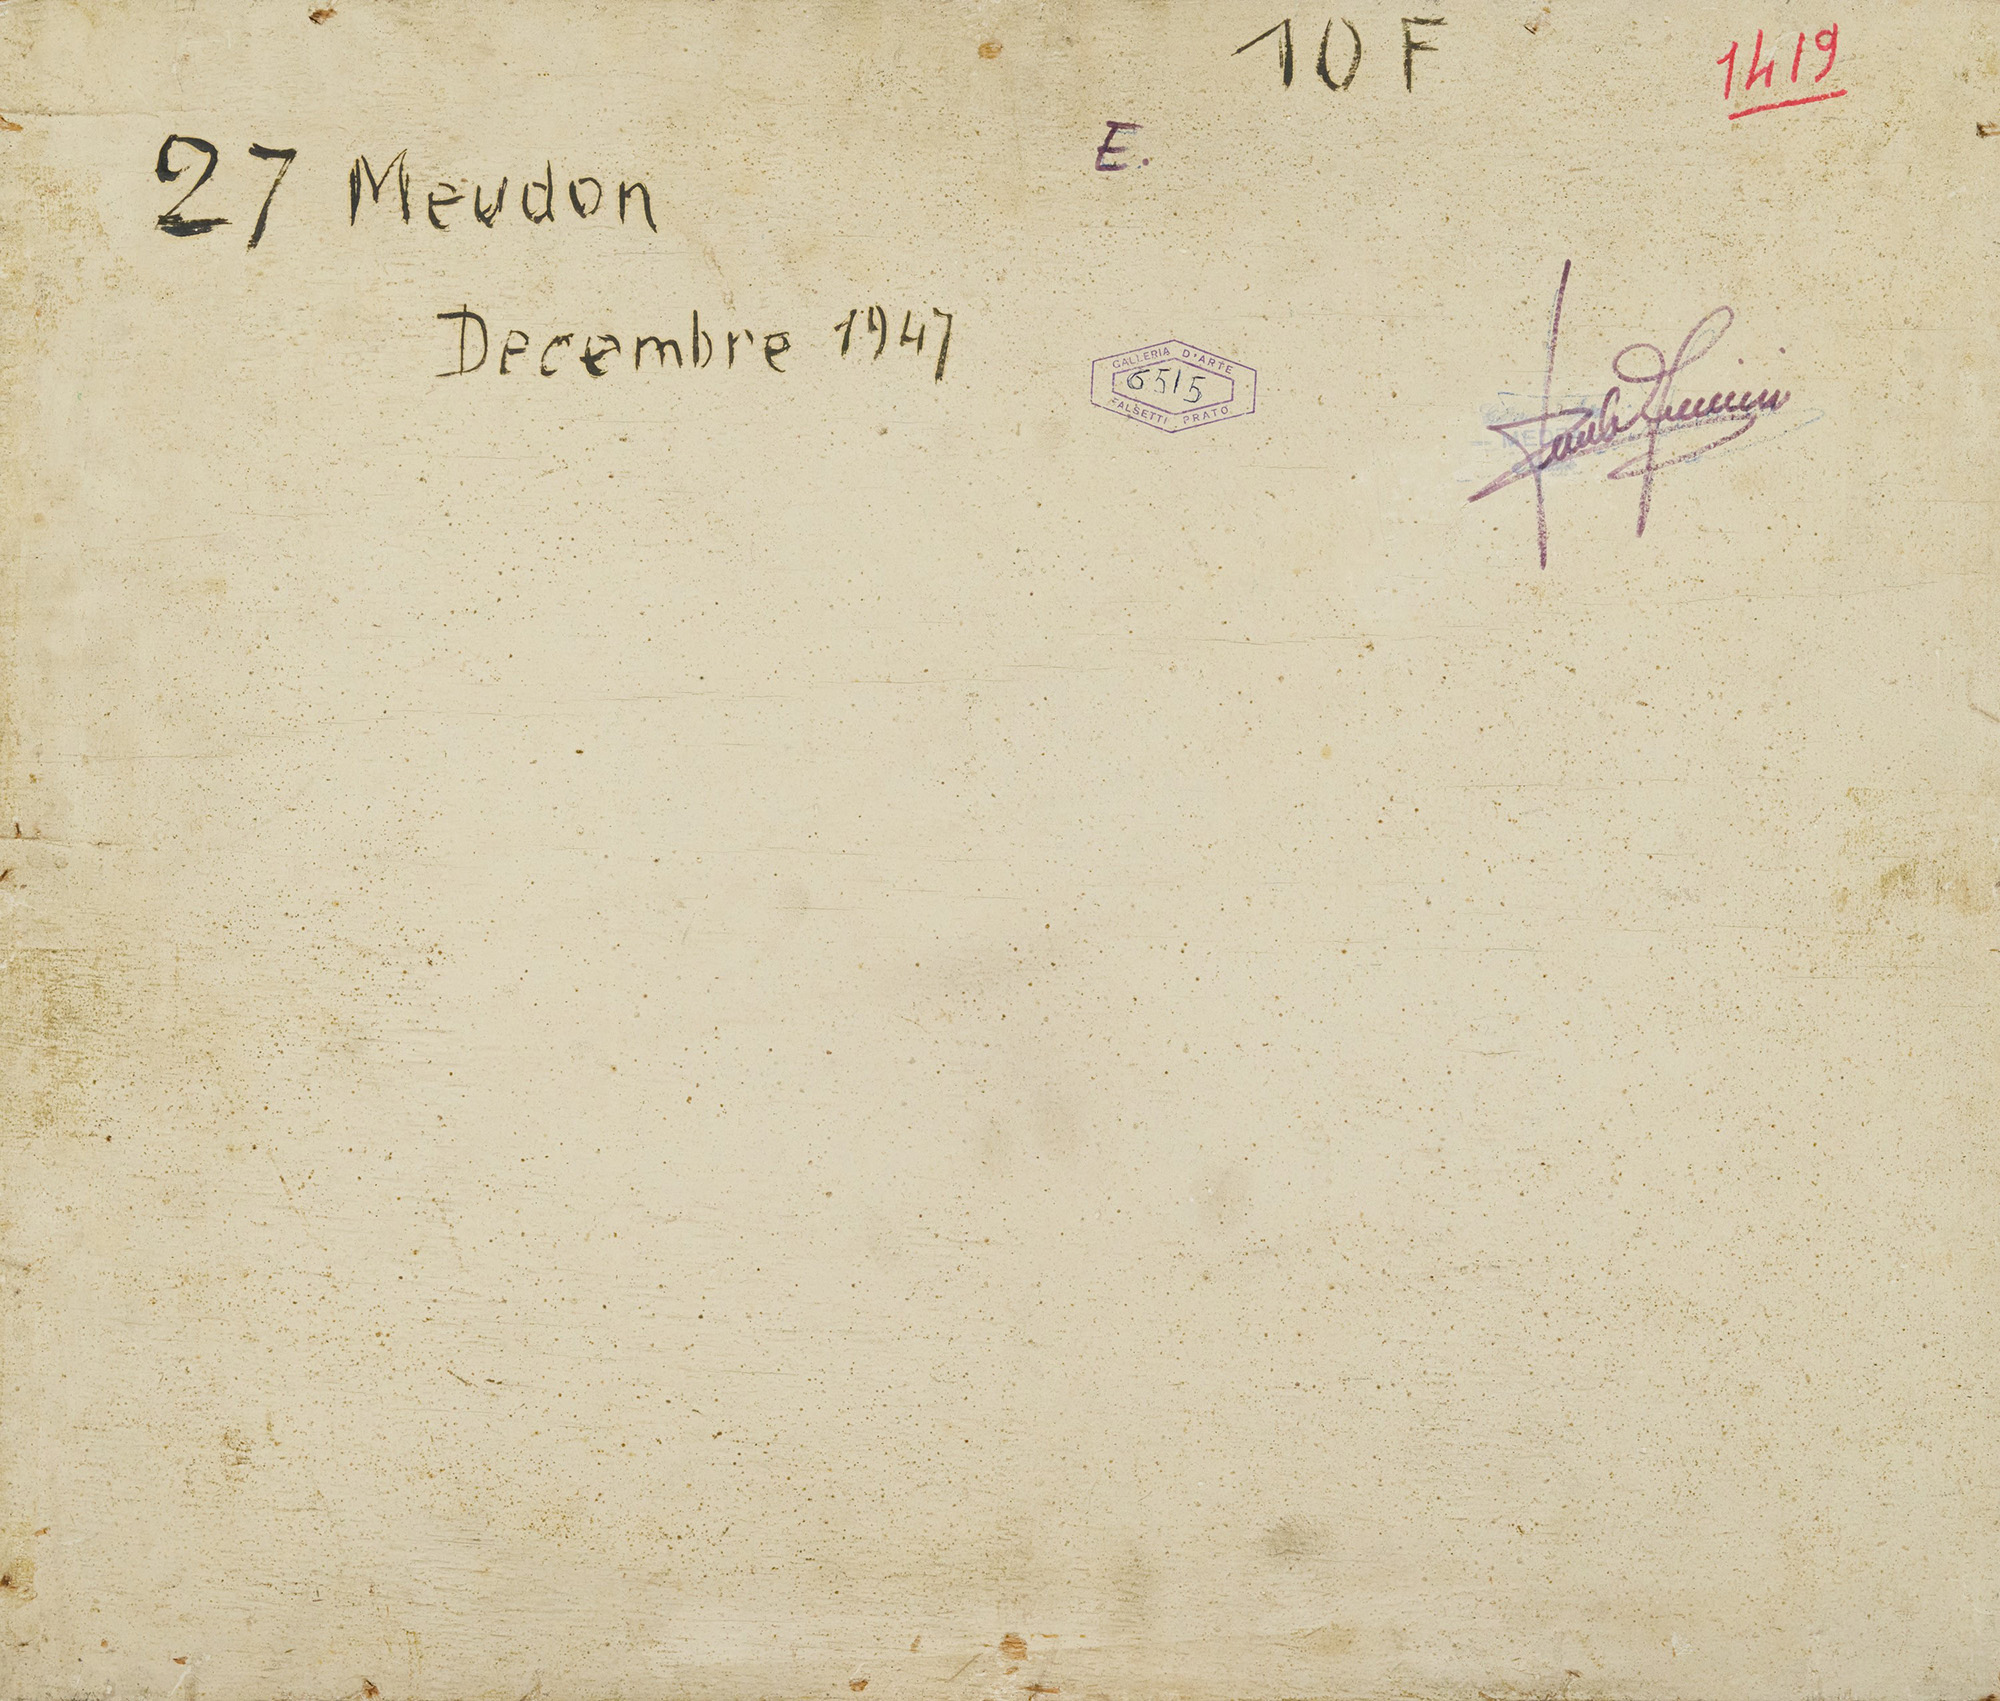 10 F
1419
E.
27 Meudon
Decembre 1947
GALLERIA D'ARTE
6515
FALSETTI - PRATO